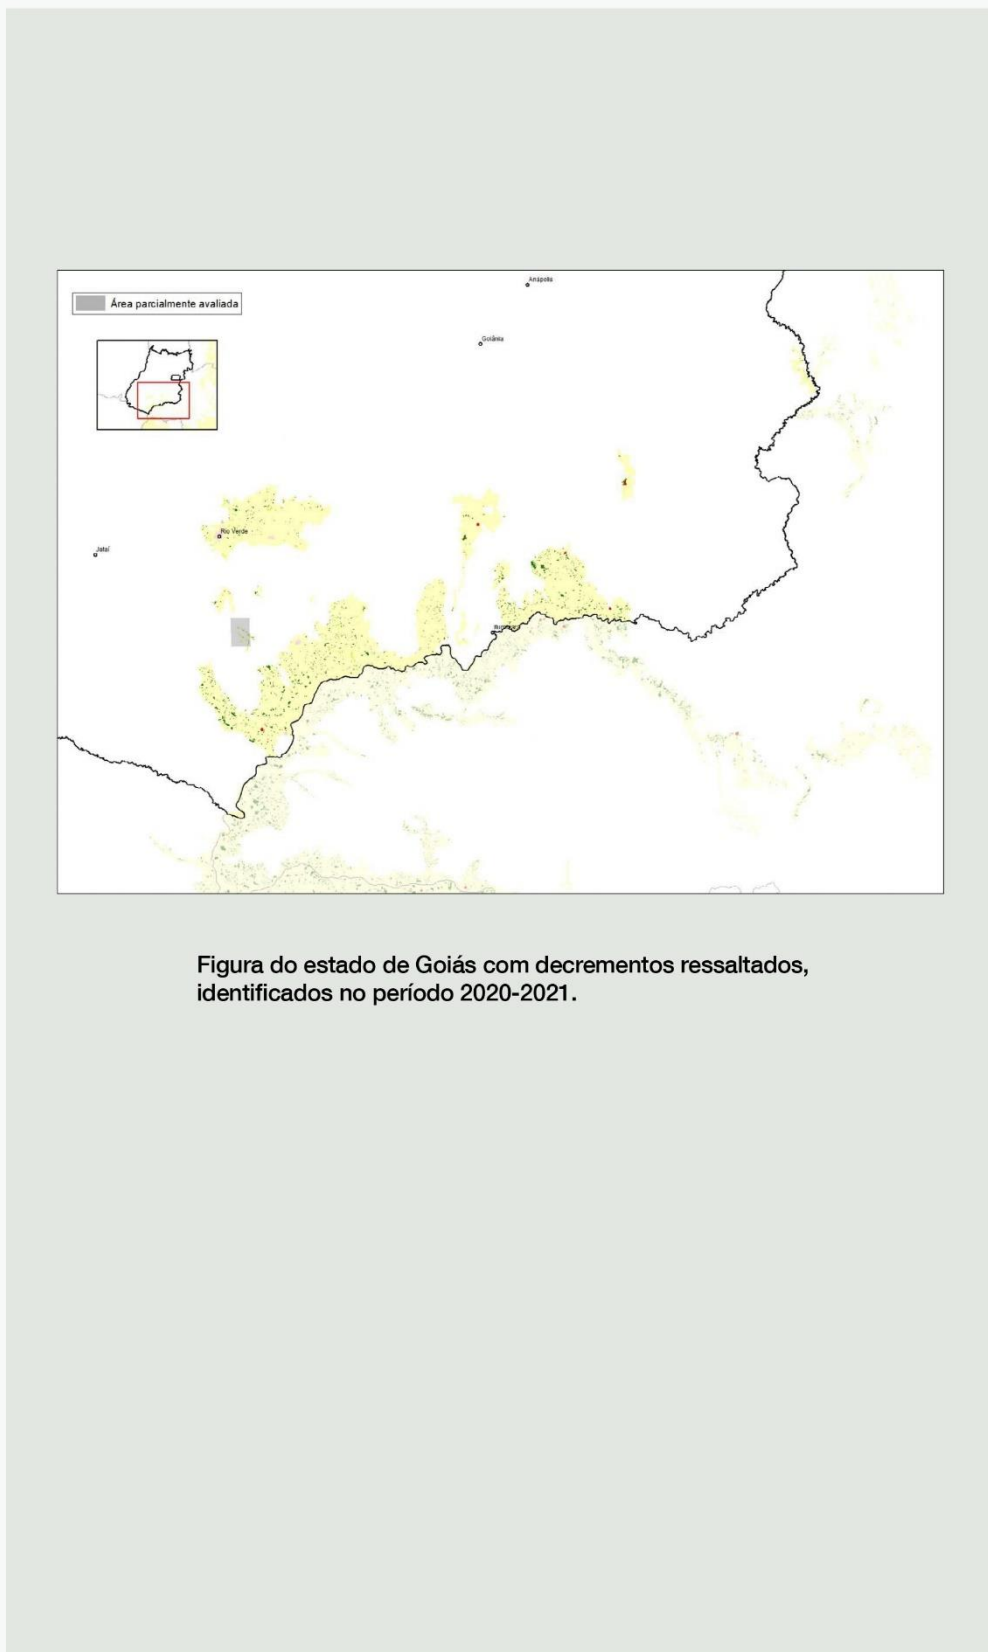 Anápolis
Área parcialmente avaliada
Goiânia
Rio Verde
Jataí
Figura do estado de Goiás com decrementos ressaltados,
identificados no período 2020-2021.